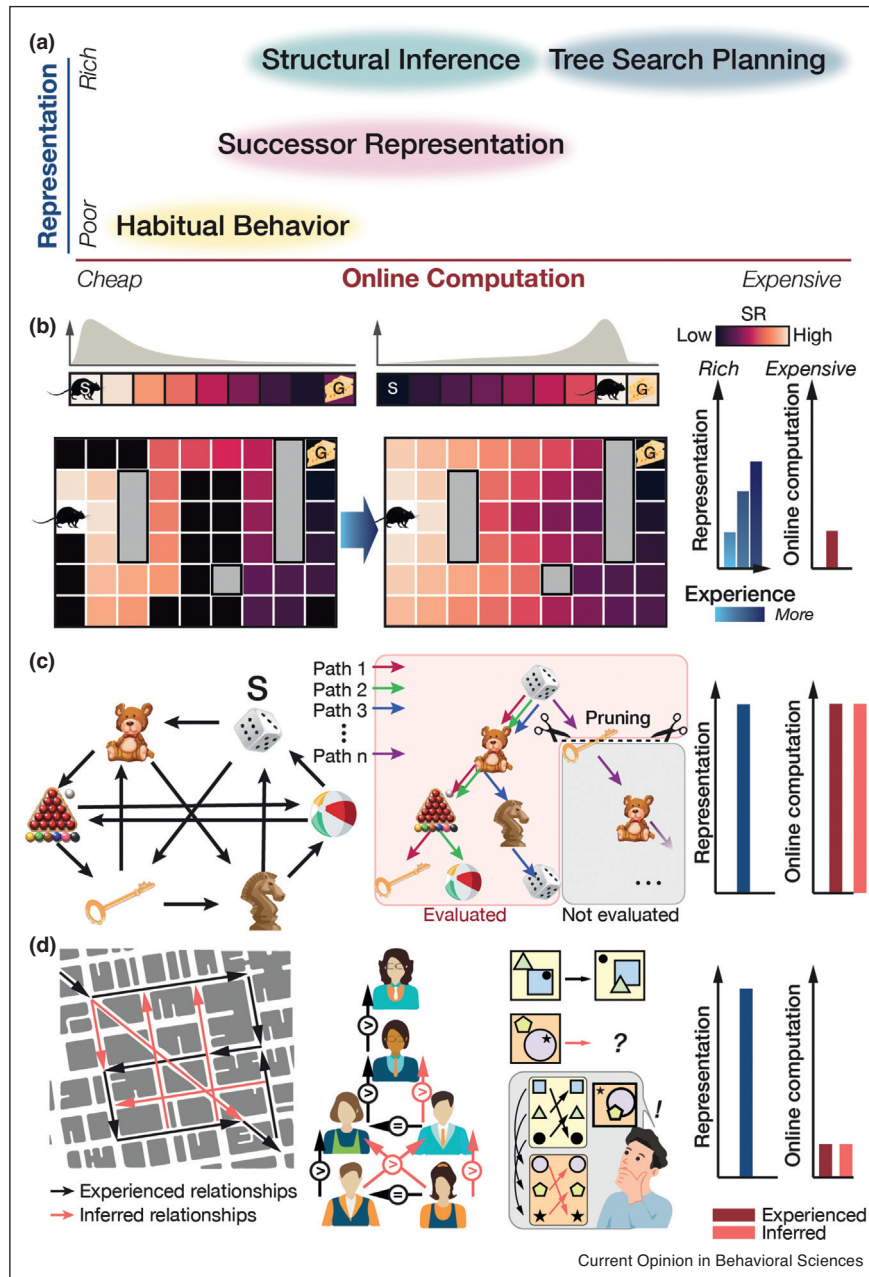 (a)
Representation
Rich
Poor
Structural Inference
Tree Search Planning
Successor Representation
Habitual Behavior
Cheap
Online Computation
Expensive
(b)
SR
Low
High
S
G
S
G
G
G
Rich
Expensive
Representation
Online computation
Experience
More
(c)
S
Path 1
Path 2
Path 3
Path n
Pruning
Evaluated
Not evaluated
...
Representation
Online computation
(d)
Experienced relationships
Inferred relationships
>
>
>
>
=
>
>
>
>
=
?
!
Representation
Online computation
Experienced
Inferred
Current Opinion in Behavioral Sciences